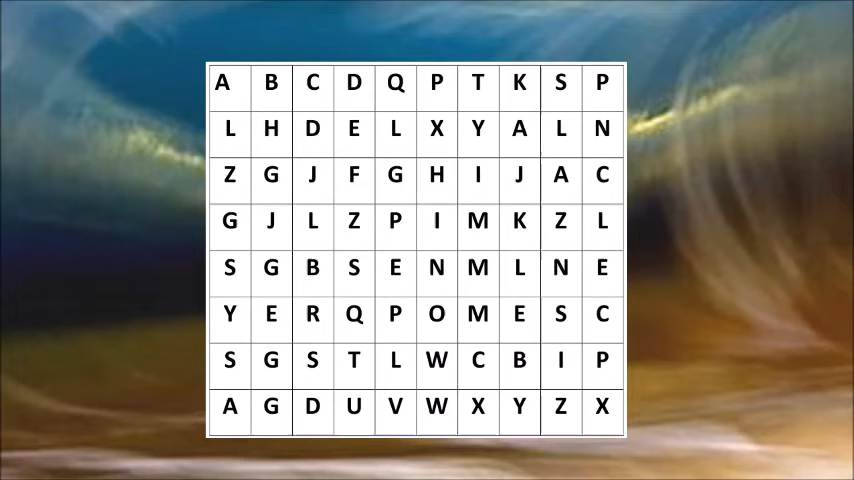 A B C D Q P T K S P
L H D E L X Y A L N
Z G J F G H I J A C
G J L Z P I M K Z L
S G B S E N M L N E
Y E R Q P O M E S C
S G S T L W C B I P
A G D U V W X Y Z X